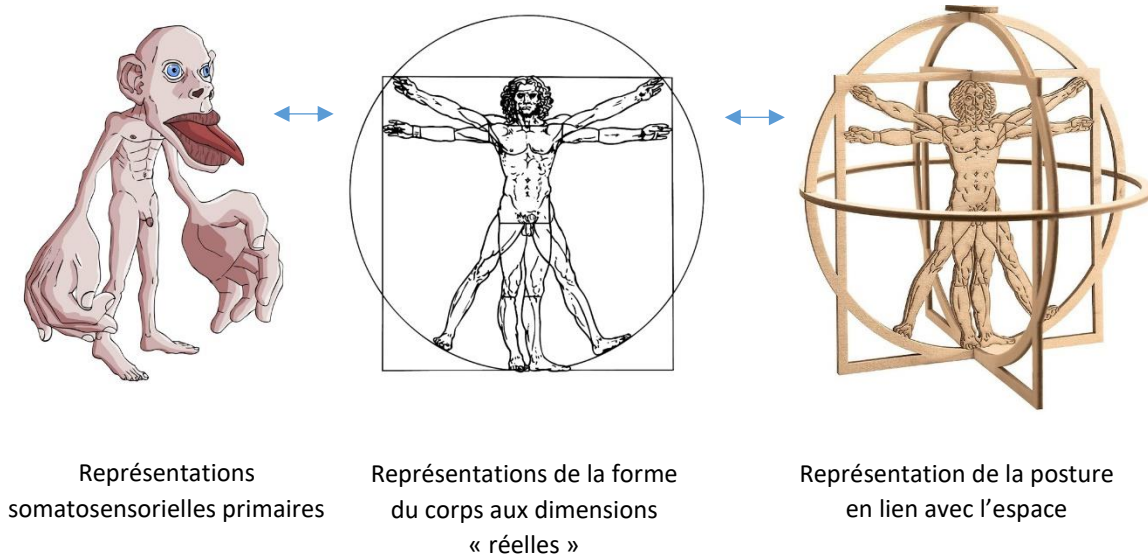 Représentations
somatosensorielles primaires
Représentations de la forme
du corps aux dimensions
« réelles »
Représentation de la posture
en lien avec l’espace